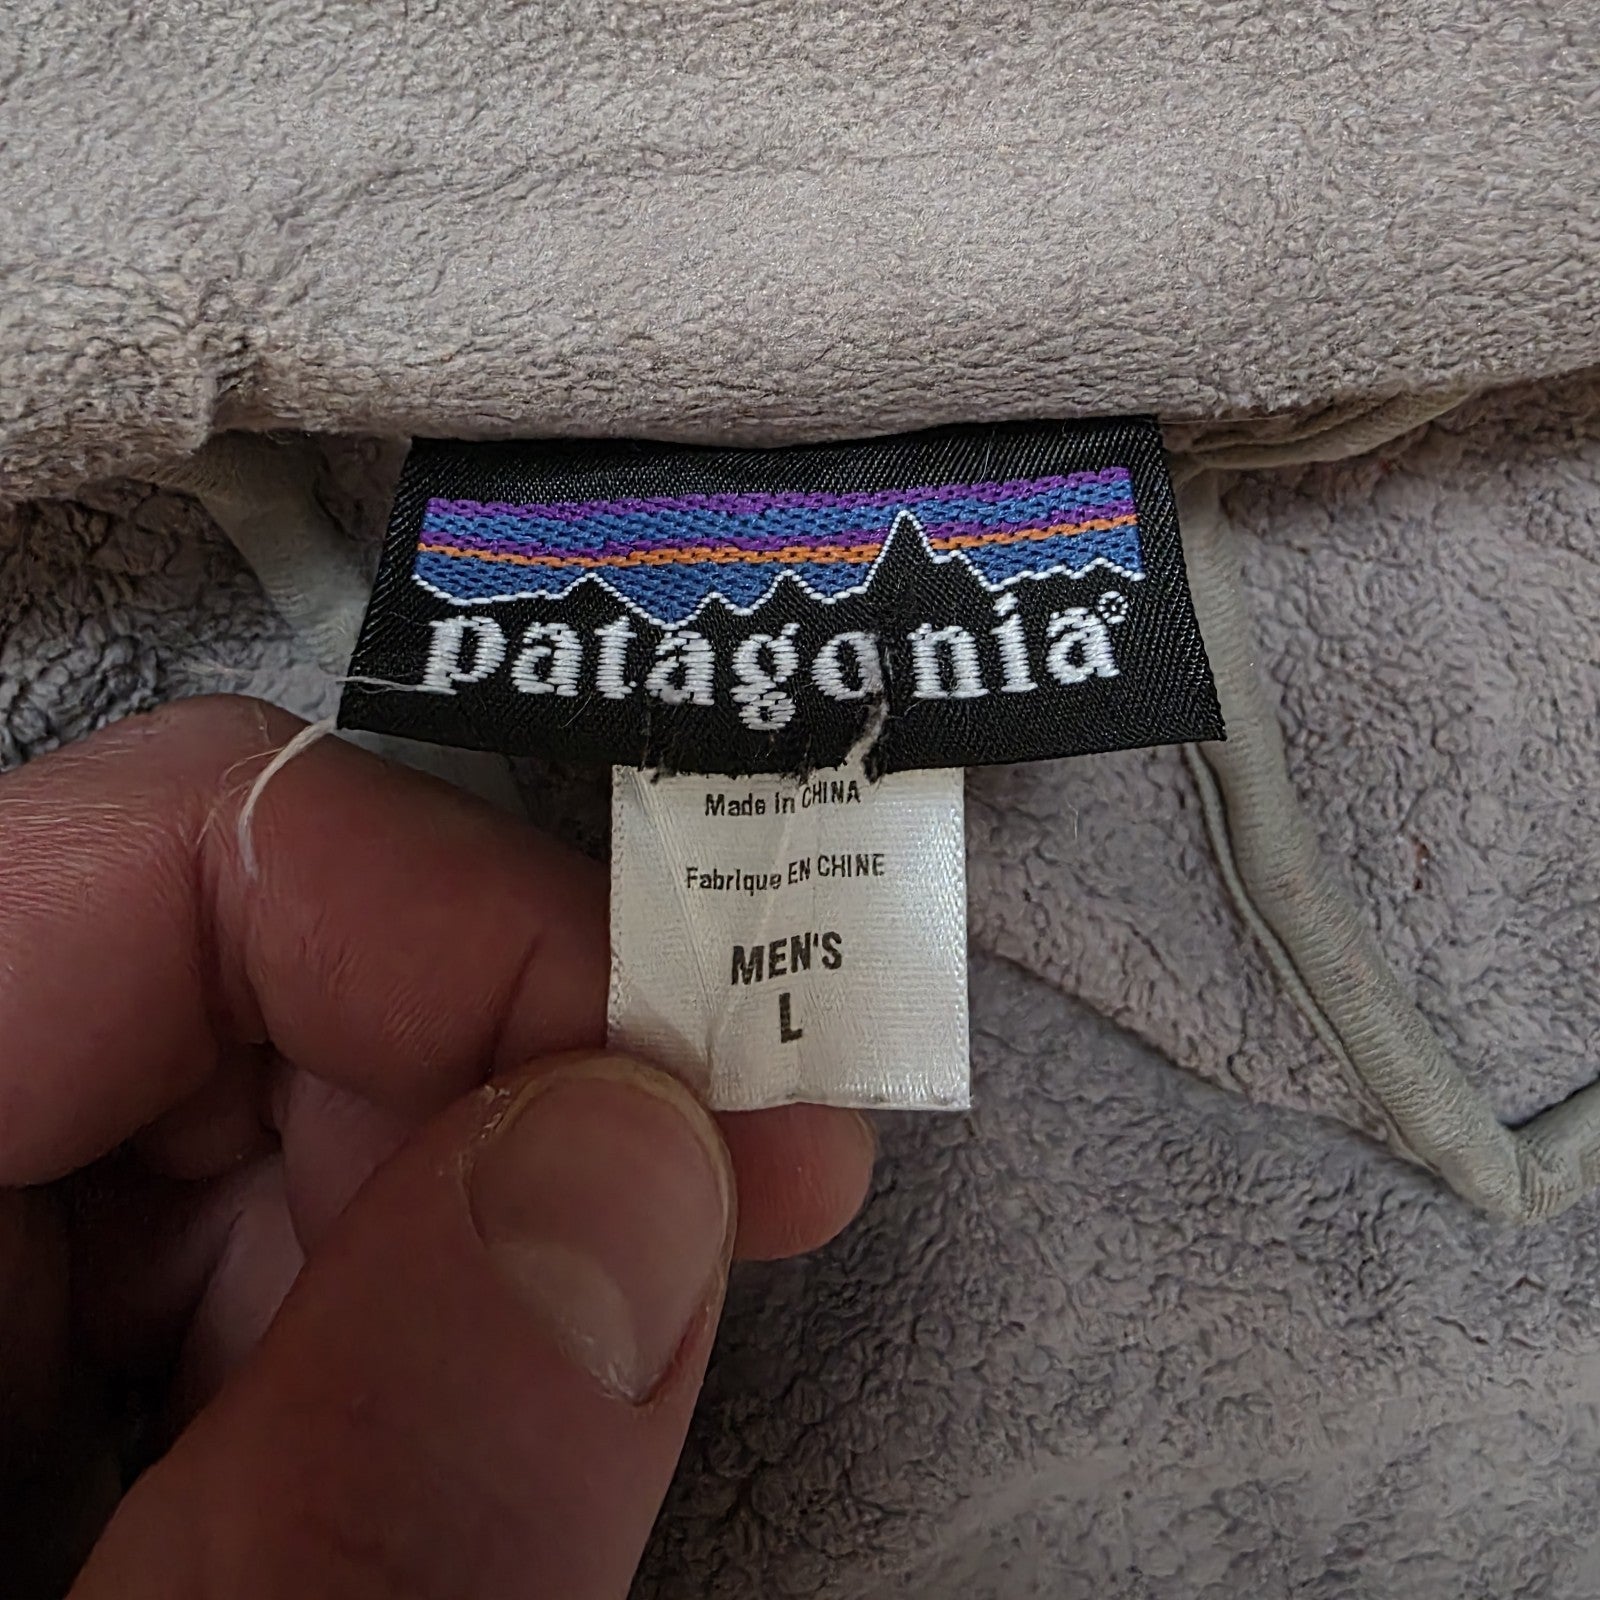 patagonia®
Made in CHINA
Fabrique EN CHINE
MEN'S
L